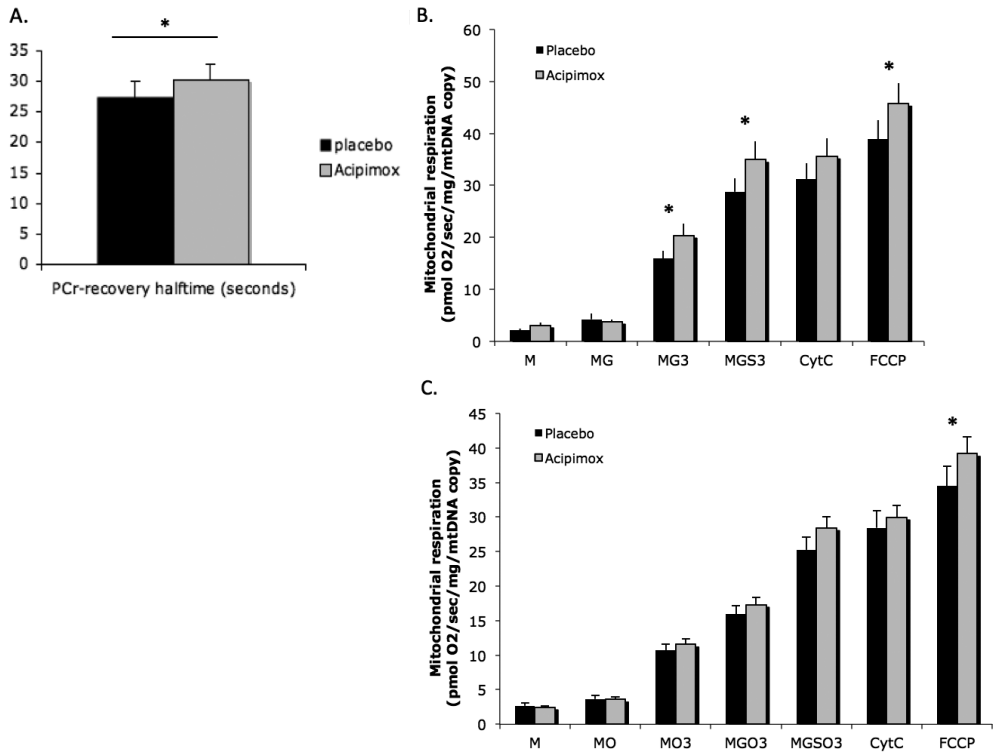 A.
*
35
30
25
20
15
10
5
0
placebo
Acipimox
PCr-recovery halftime (seconds)
B.
Mitochondrial respiration
(pmol O2/sec/mg/mtDNA copy)
60
50
40
30
20
10
0
Placebo
Acipimox
*
*
*
M MG MG3 MGS3 CytC FCCP
C.
Mitochondrial respiration
(pmol O2/sec/mg/mtDNA copy)
45
40
35
30
25
20
15
10
5
0
Placebo
Acipimox
*
M MO MO3 MGO3 MGSO3 CytC FCCP